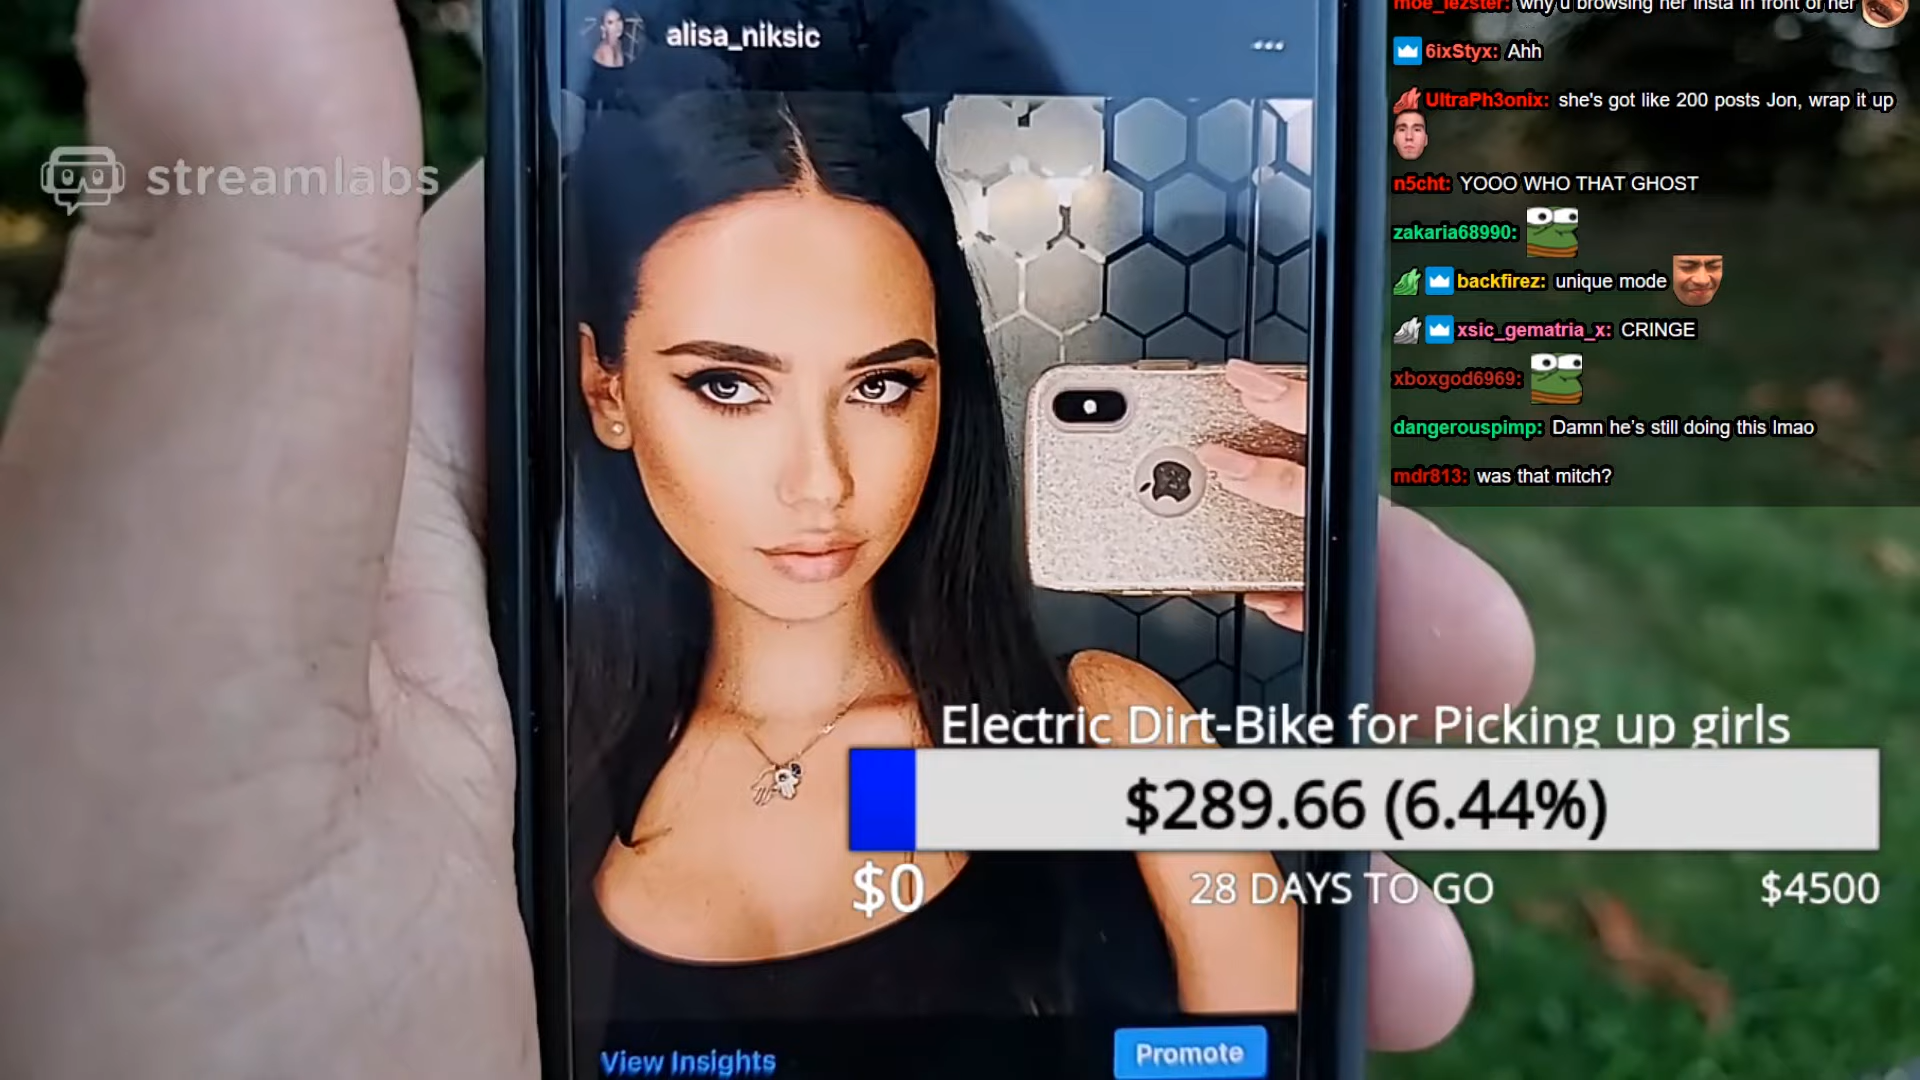 alisa_niksic
streamlabs
moe_lezster: why u browsing her insta in front of her
6ixStyx: Ahh
UltraPh3onix: she's got like 200 posts Jon, wrap it up
n5cht: YOOO WHO THAT GHOST
zakaria68990:
backfirez: unique mode
xsic_gematria_x: CRINGE
xboxgod6969:
dangerouspimp: Damn he's still doing this lmao
mdr813: was that mitch?
Electric Dirt-Bike for Picking up girls
$289.66 (6.44%)
$0
28 DAYS TO GO
$4500
View Insights
Promote